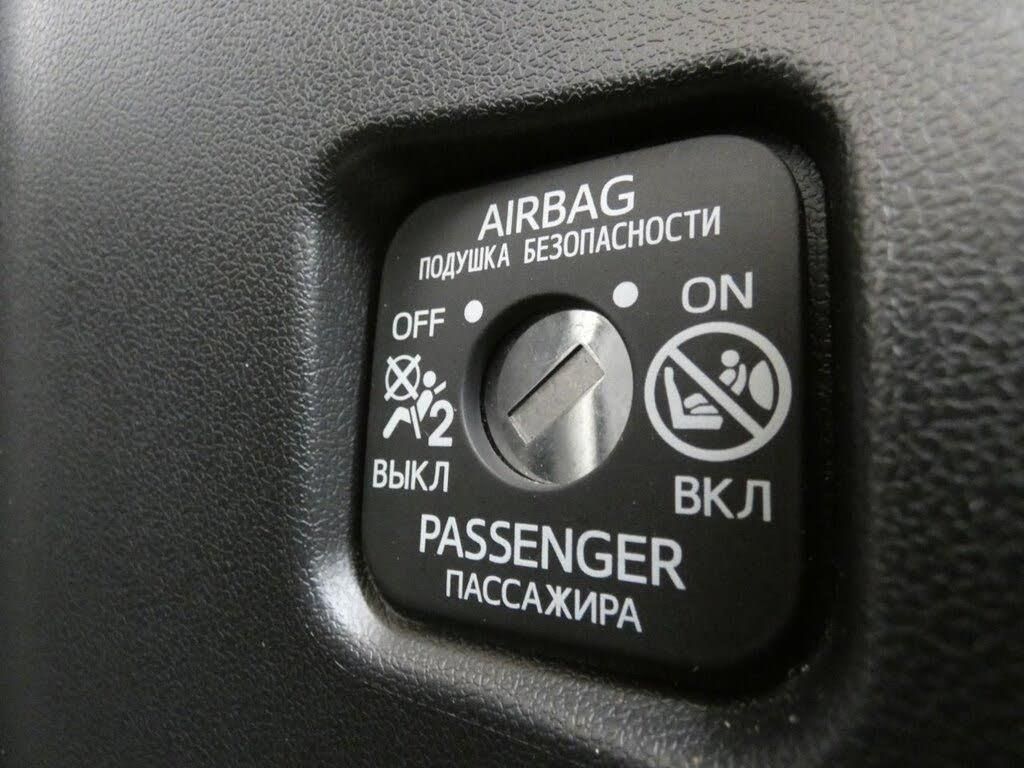 AIRBAG
ПОДУШКА БЕЗОПАСНОСТИ
OFF
ON
2
ВЫКЛ
ВКЛ
PASSENGER
ПАССАЖИРА